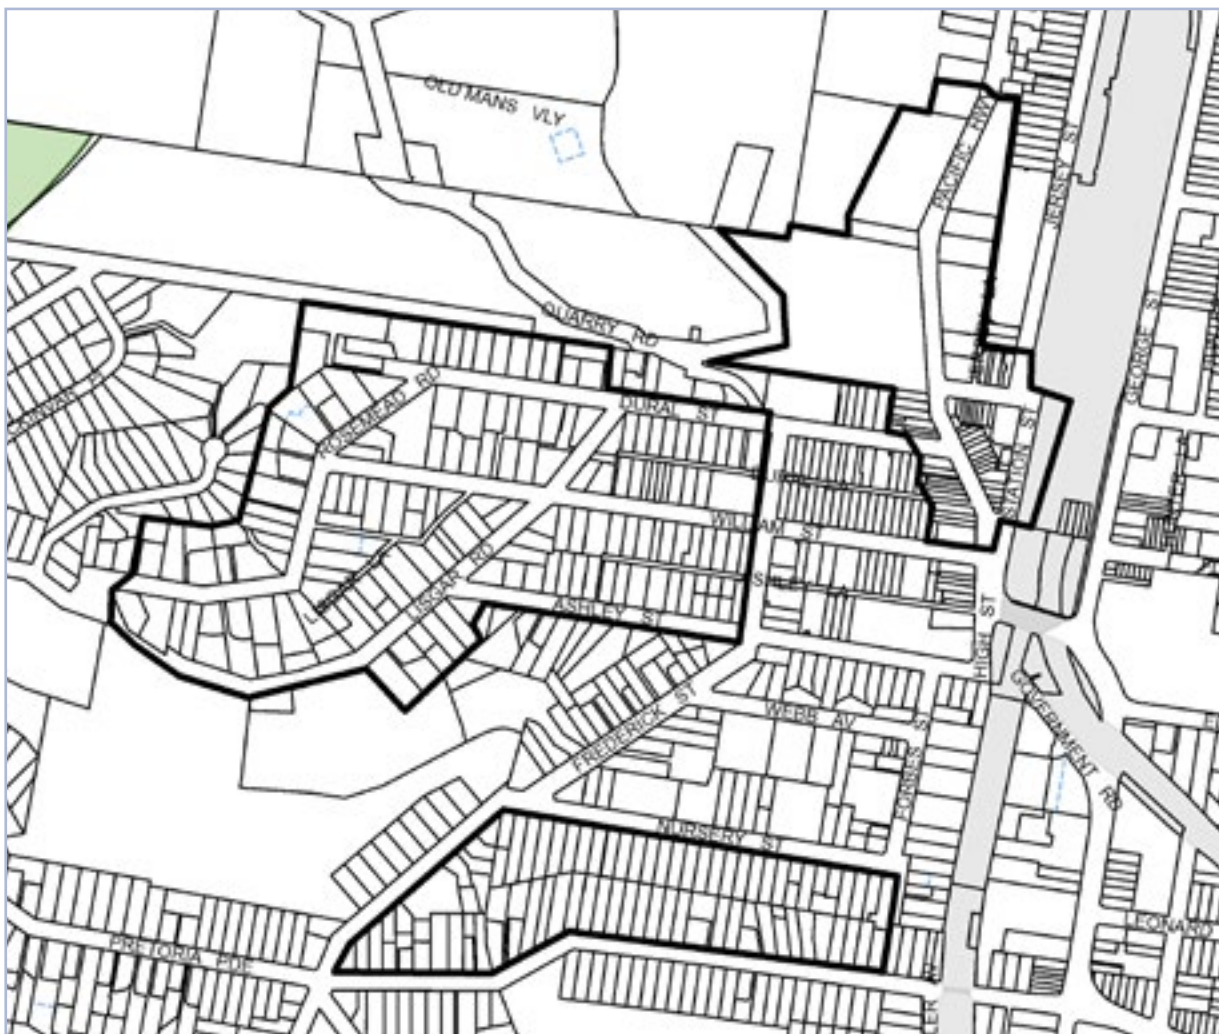 OLD MANS VLY
PACIFIC HWY
JERSEY ST
GEORGE ST
QUARRY RD
ROSEMEAD RD
DURAL ST
STATION ST
WILLIAM ST
LISGAR RD
ASHLEY ST
ASHLEY LA
HIGH ST
WEBB AV
FREDERICK ST
FORBES ST
GOVERNMENT RD
NURSERY ST
LEONARD
PRETORIA PDE